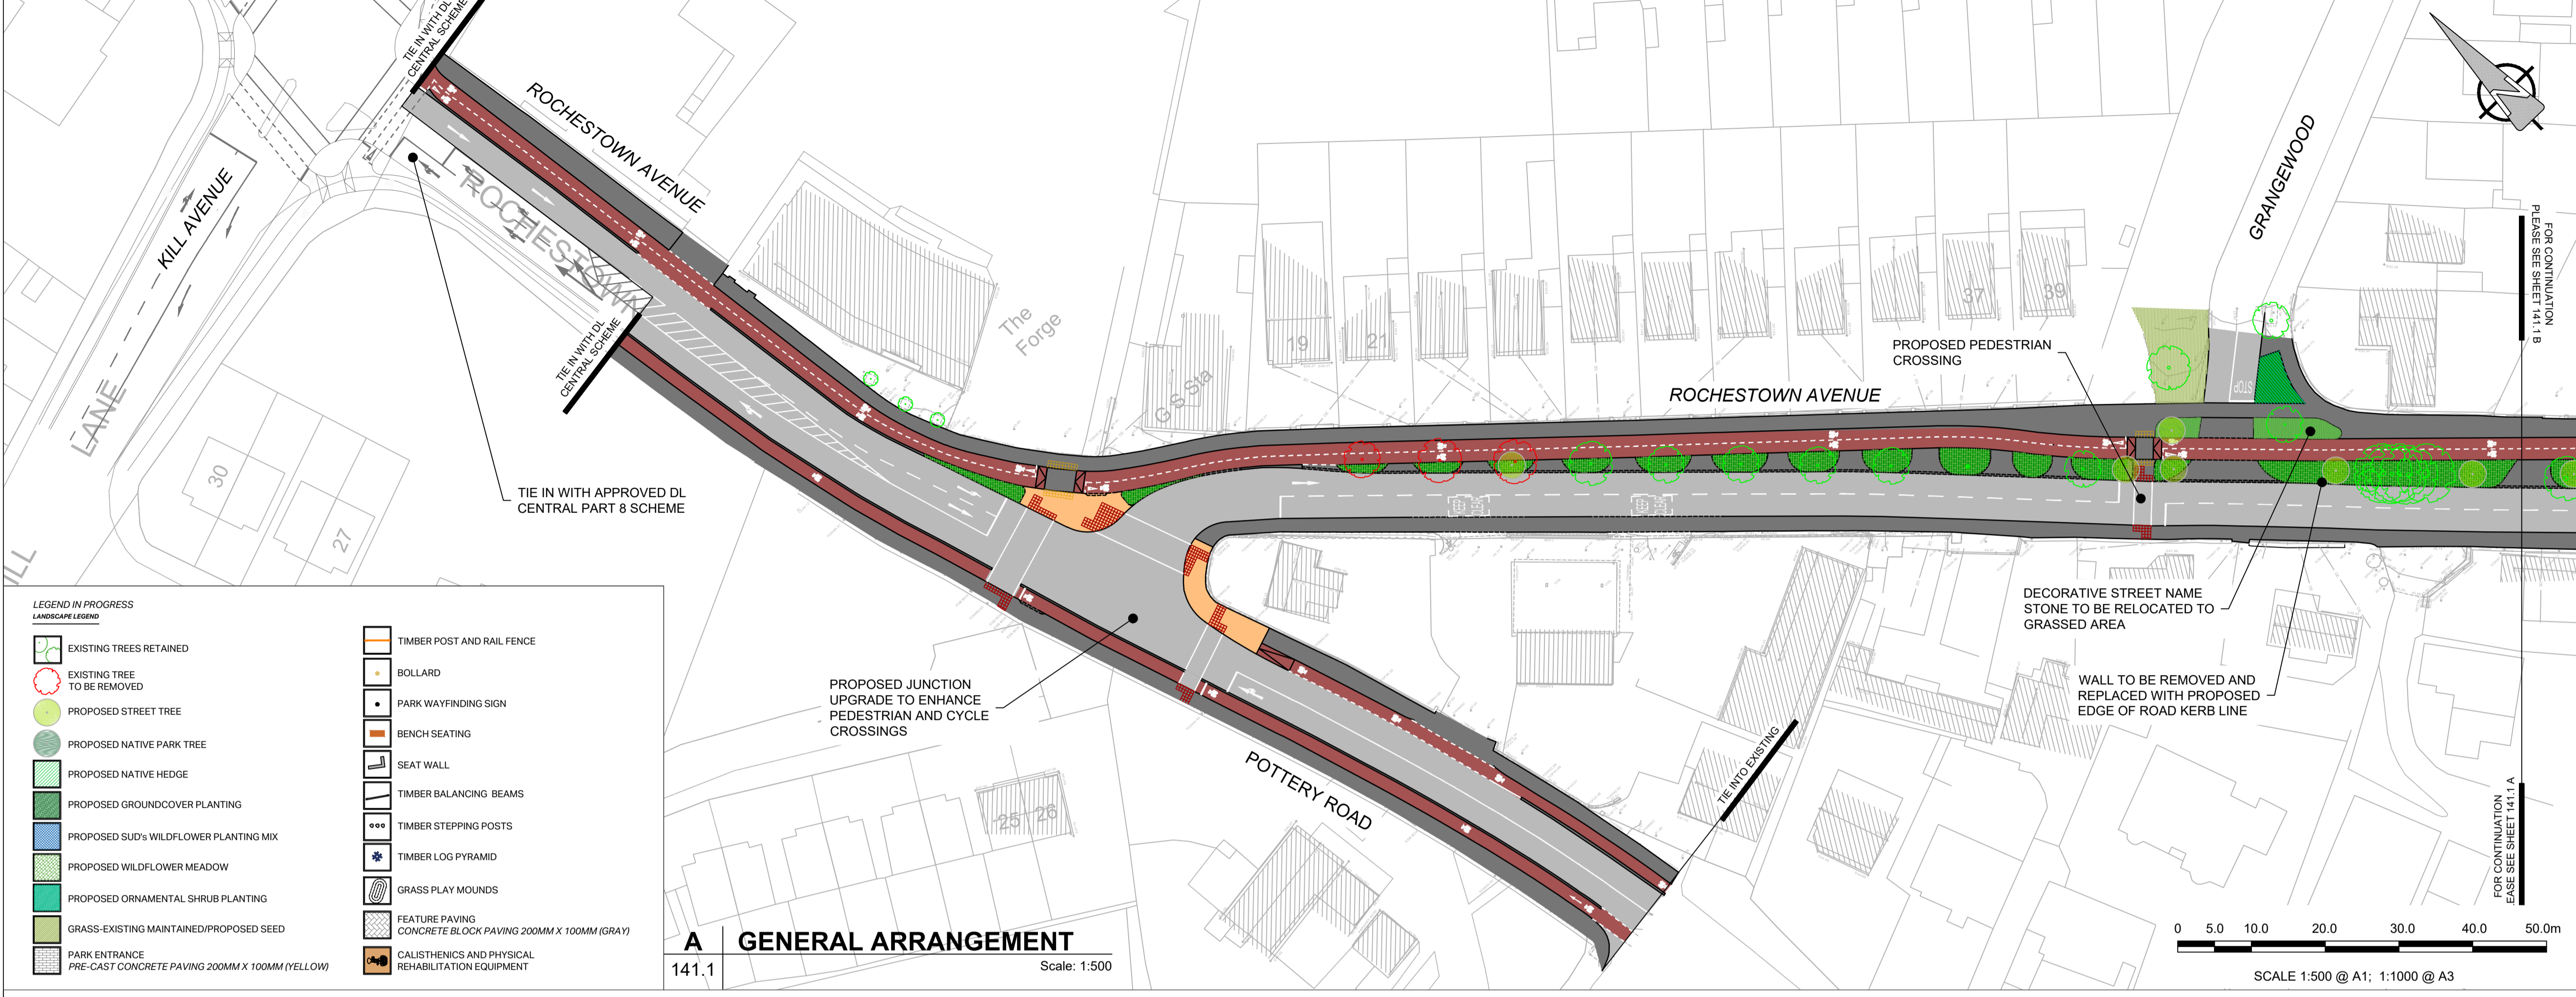 TIE IN WITH DL
CENTRAL SCHEME
ROCHESTOWN AVENUE
KILL AVENUE
ROCHESTOWN
LANE
TIE IN WITH DL
CENTRAL SCHEME
The
Forge
G S Sta
19
21
37
39
30
27
TIE IN WITH APPROVED DL
CENTRAL PART 8 SCHEME
PROPOSED PEDESTRIAN
CROSSING
ROCHESTOWN AVENUE
GRANGEWOOD
STOP
KEEP
CLEAR
KEEP
CLEAR
FOR CONTINUATION
PLEASE SEE SHEET 141.1 B
DECORATIVE STREET NAME
STONE TO BE RELOCATED TO
GRASSED AREA
WALL TO BE REMOVED AND
REPLACED WITH PROPOSED
EDGE OF ROAD KERB LINE
PROPOSED JUNCTION
UPGRADE TO ENHANCE
PEDESTRIAN AND CYCLE
CROSSINGS
POTTERY ROAD
TIE INTO EXISTING
25
26
FOR CONTINUATION
EASE SEE SHEET 141.1 A
ILL
LEGEND IN PROGRESS
LANDSCAPE LEGEND
EXISTING TREES RETAINED
EXISTING TREE
TO BE REMOVED
PROPOSED STREET TREE
PROPOSED NATIVE PARK TREE
PROPOSED NATIVE HEDGE
PROPOSED GROUNDCOVER PLANTING
PROPOSED SUD's WILDFLOWER PLANTING MIX
PROPOSED WILDFLOWER MEADOW
PROPOSED ORNAMENTAL SHRUB PLANTING
GRASS-EXISTING MAINTAINED/PROPOSED SEED
PARK ENTRANCE
PRE-CAST CONCRETE PAVING 200MM X 100MM (YELLOW)
TIMBER POST AND RAIL FENCE
BOLLARD
PARK WAYFINDING SIGN
BENCH SEATING
SEAT WALL
TIMBER BALANCING BEAMS
TIMBER STEPPING POSTS
TIMBER LOG PYRAMID
GRASS PLAY MOUNDS
FEATURE PAVING
CONCRETE BLOCK PAVING 200MM X 100MM (GRAY)
CALISTHENICS AND PHYSICAL
REHABILITATION EQUIPMENT
A GENERAL ARRANGEMENT
141.1 Scale: 1:500
0 5.0 10.0 20.0 30.0 40.0 50.0m
SCALE 1:500 @ A1; 1:1000 @ A3